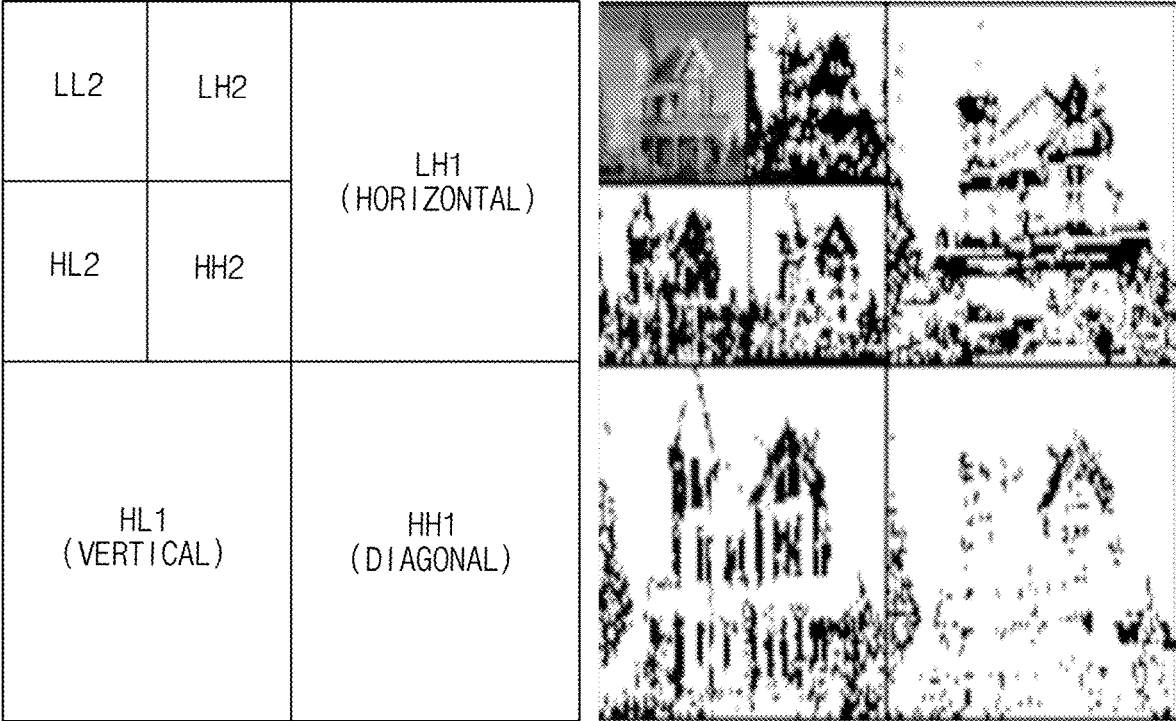 LL2
LH2
LH1
(HORIZONTAL)
HL2
HH2
HL1
(VERTICAL)
HH1
(DIAGONAL)